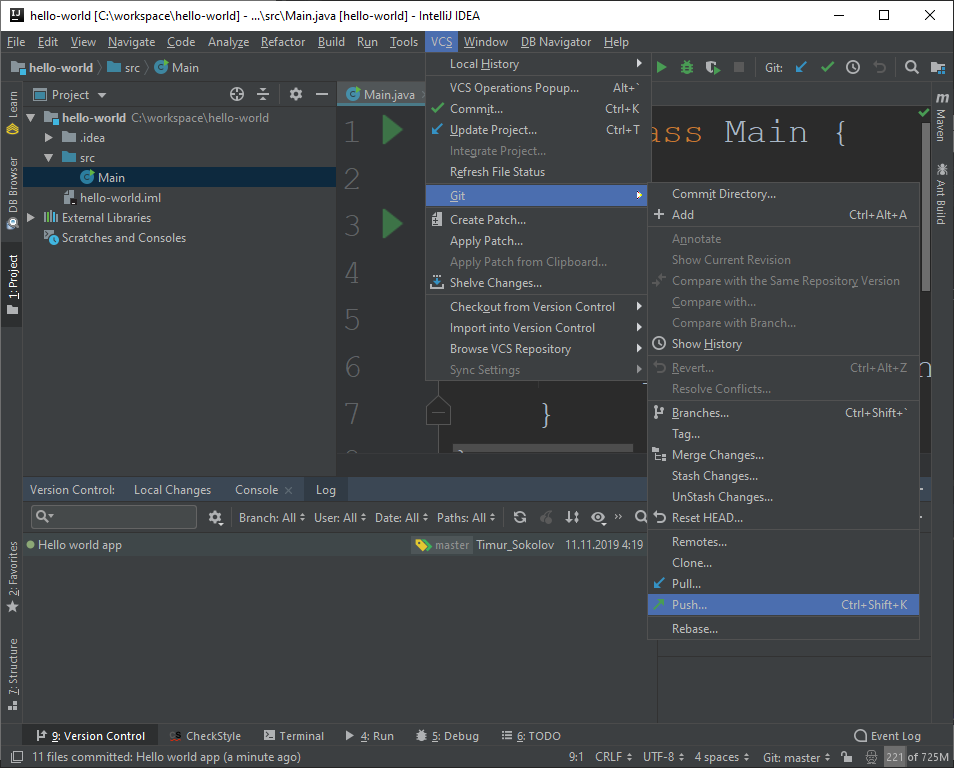 hello-world [C:\workspace\hello-world] - ...\src\Main.java [hello-world] - IntelliJ IDEA
File Edit View Navigate Code Analyze Refactor Build Run Tools VCS Window DB Navigator Help
hello-world src Main
Git:
Project
Main.java
hello-world C:\workspace\hello-world
.idea
src
Main
hello-world.iml
External Libraries
Scratches and Consoles
Learn
DB Browser
1: Project
2: Favorites
7: Structure
Maven
Ant Build
1
2
3
4
5
6
7
ass Main {
}
Local History
VCS Operations Popup... Alt+`
Commit... Ctrl+K
Update Project... Ctrl+T
Integrate Project...
Refresh File Status
Git
Create Patch...
Apply Patch...
Apply Patch from Clipboard...
Shelve Changes...
Checkout from Version Control
Import into Version Control
Browse VCS Repository
Sync Settings
Commit Directory...
Add Ctrl+Alt+A
Annotate
Show Current Revision
Compare with the Same Repository Version
Compare with...
Compare with Branch...
Show History
Revert... Ctrl+Alt+Z
Resolve Conflicts...
Branches... Ctrl+Shift+`
Tag...
Merge Changes...
Stash Changes...
UnStash Changes...
Reset HEAD...
Remotes...
Clone...
Pull...
Push... Ctrl+Shift+K
Rebase...
Version Control: Local Changes Console Log
Branch: All User: All Date: All Paths: All
Hello world app master Timur_Sokolov 11.11.2019 4:19
9: Version Control CheckStyle Terminal 4: Run 5: Debug 6: TODO Event Log
11 files committed: Hello world app (a minute ago) 9:1 CRLF UTF-8 4 spaces Git: main 221 of 725M